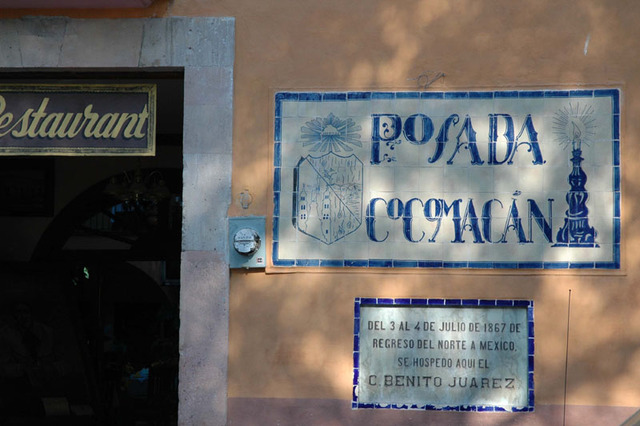 Restaurant
POSADA
COCOMACÁN
DEL 3 AL 4 DE JULIO DE 1867 DE
REGRESO DEL NORTE A MEXICO,
SE HOSPEDO AQUI EL
C. BENITO JUAREZ